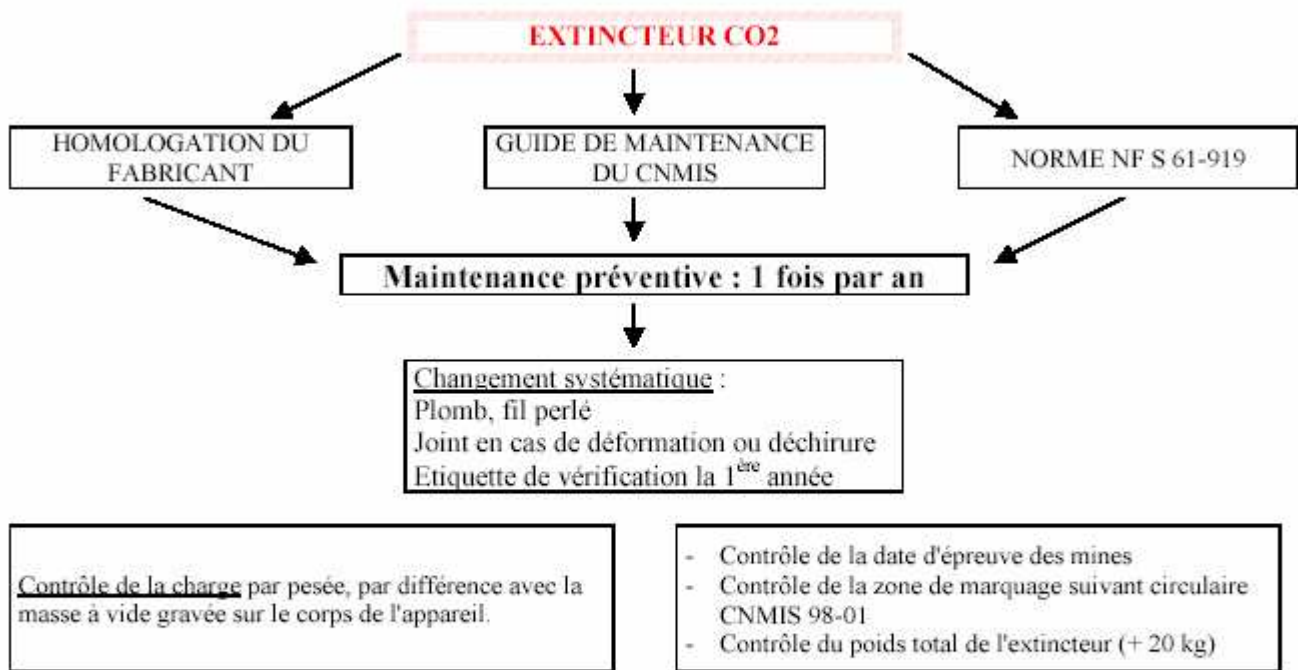 EXTINCTEUR CO2
HOMOLOGATION DU
FABRICANT
GUIDE DE MAINTENANCE
DU CNMIS
NORME NF S 61-919
Maintenance préventive : 1 fois par an
Changement systématique :
Plomb, fil perlé
Joint en cas de déformation ou déchirure
Etiquette de vérification la 1ère année
Contrôle de la charge par pesée, par différence avec la
masse à vide gravée sur le corps de l'appareil.
- Contrôle de la date d'épreuve des mines
- Contrôle de la zone de marquage suivant circulaire
CNMIS 98-01
- Contrôle du poids total de l'extincteur (+ 20 kg)